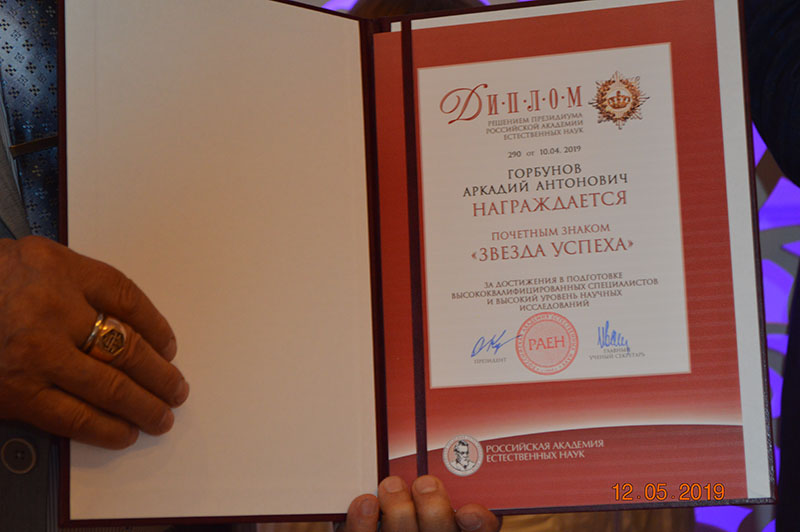 ДИ·П·Л·О·М
РЕШЕНИЕМ ПРЕЗИДИУМА
РОССИЙСКОЙ АКАДЕМИИ
ЕСТЕСТВЕННЫХ НАУК
290 от 10.04. 2019
ГОРБУНОВ
АРКАДИЙ АНТОНОВИЧ
НАГРАЖДАЕТСЯ
ПОЧЕТНЫМ ЗНАКОМ
«ЗВЕЗДА УСПЕХА»
ЗА ДОСТИЖЕНИЯ В ПОДГОТОВКЕ
ВЫСОКОКВАЛИФИЦИРОВАННЫХ СПЕЦИАЛИСТОВ
И ВЫСОКИЙ УРОВЕНЬ НАУЧНЫХ
ИССЛЕДОВАНИЙ
РАЕН
ПРЕЗИДЕНТ
ГЛАВНЫЙ
УЧЕНЫЙ СЕКРЕТАРЬ
РОССИЙСКАЯ АКАДЕМИЯ
ЕСТЕСТВЕННЫХ НАУК
12.05.2019